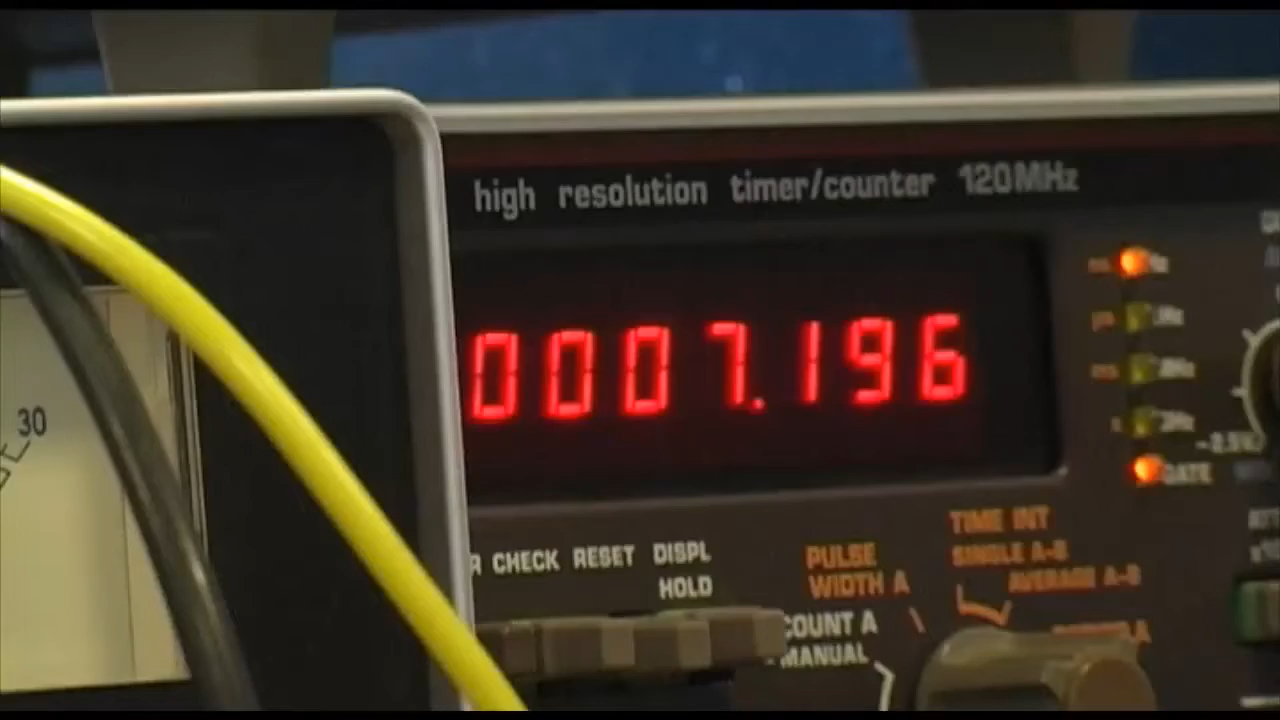 high resolution timer/counter 120MHz
0007.196
30
GATE
R CHECK RESET DISPL
HOLD
PULSE
WIDTH A
TIME INT
SINGLE A-B
AVERAGE A-B
COUNT A
MANUAL